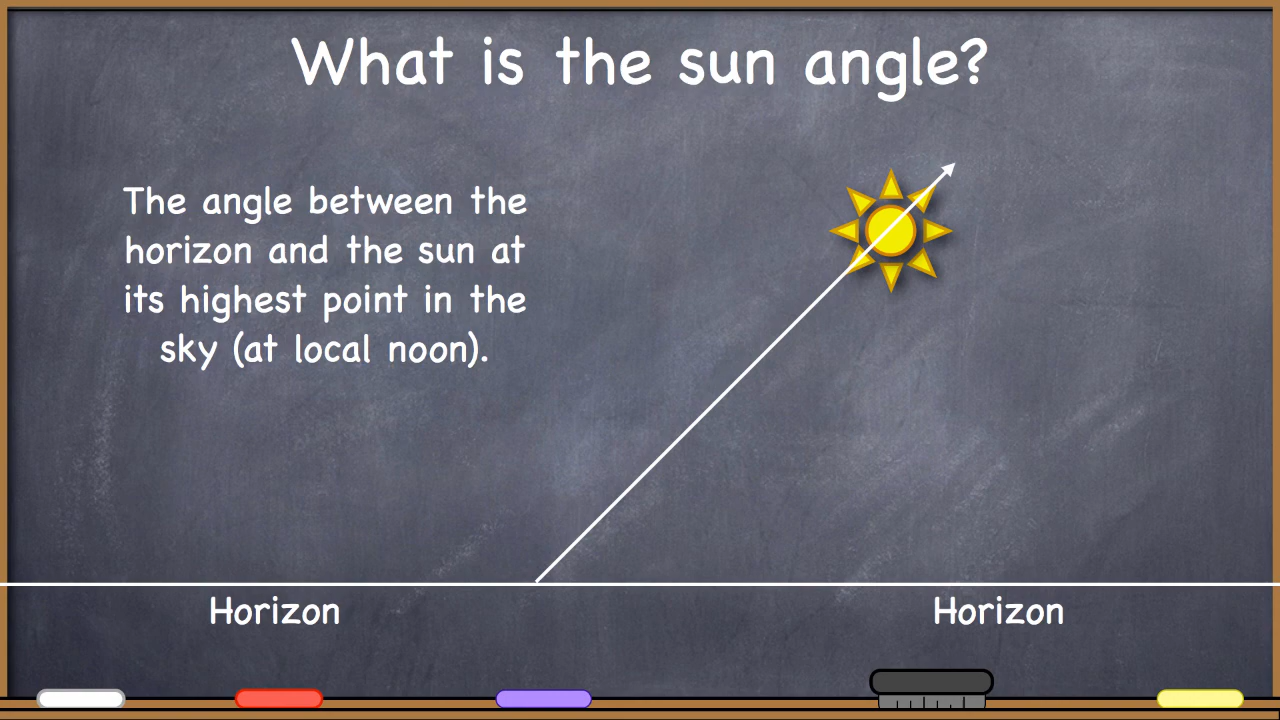 What is the sun angle?
The angle between the
horizon and the sun at
its highest point in the
sky (at local noon).
Horizon
Horizon